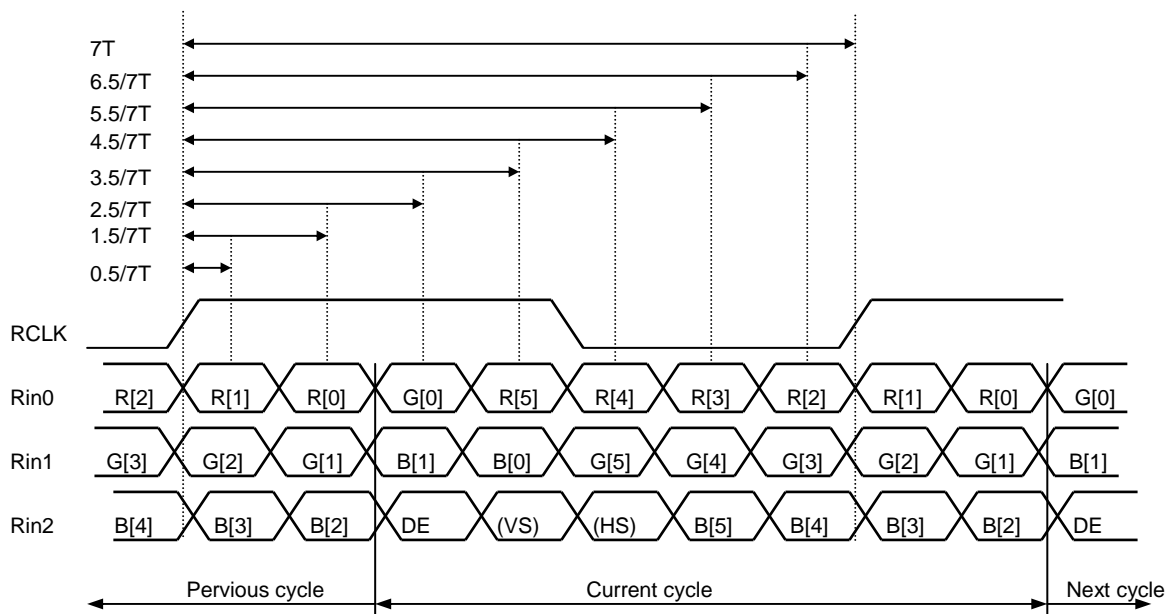 7T
6.5/7T
5.5/7T
4.5/7T
3.5/7T
2.5/7T
1.5/7T
0.5/7T
RCLK
Rin0 R[2] R[1] R[0] G[0] R[5] R[4] R[3] R[2] R[1] R[0] G[0]
Rin1 G[3] G[2] G[1] B[1] B[0] G[5] G[4] G[3] G[2] G[1] B[1]
Rin2 B[4] B[3] B[2] DE (VS) (HS) B[5] B[4] B[3] B[2] DE
Pervious cycle Current cycle Next cycle